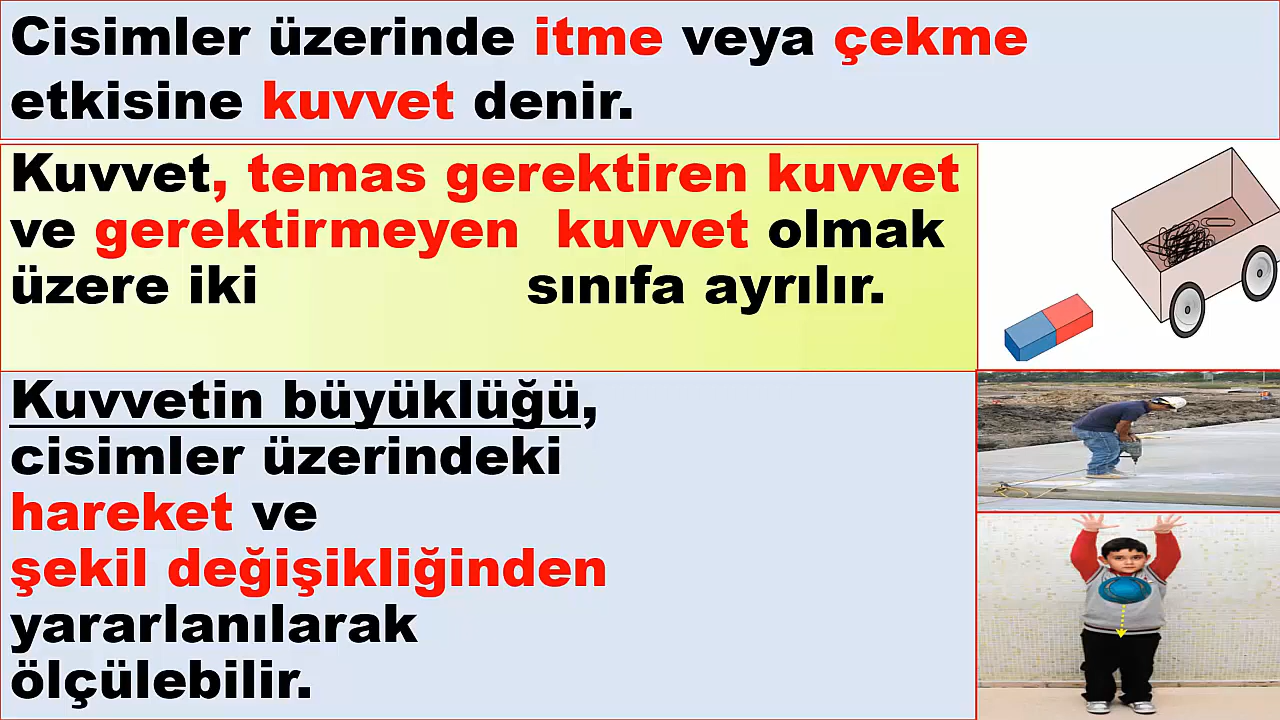 Cisimler üzerinde itme veya çekme
etkisine kuvvet denir.
Kuvvet, temas gerektiren kuvvet
ve gerektirmeyen kuvvet olmak
üzere iki sınıfa ayrılır.
Kuvvetin büyüklüğü,
cisimler üzerindeki
hareket ve
şekil değişikliğinden
yararlanılarak
ölçülebilir.